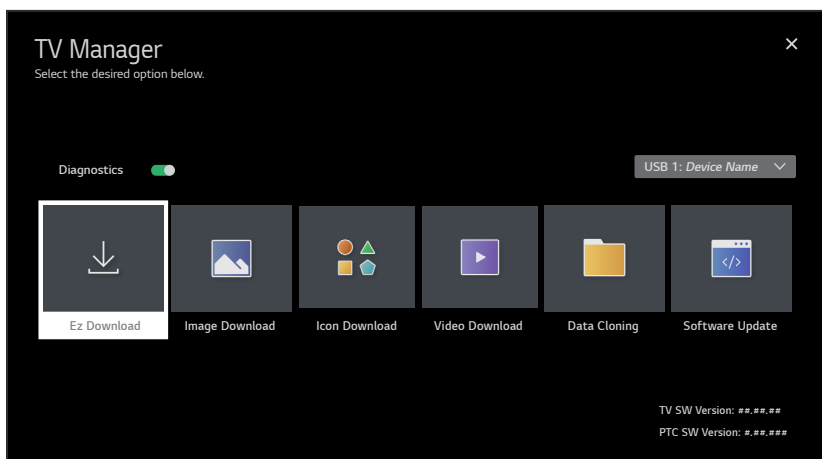 TV Manager
Select the desired option below.
Diagnostics
USB 1: Device Name
</>
Ez Download
Image Download
Icon Download
Video Download
Data Cloning
Software Update
TV SW Version: ##.##.##
PTC SW Version: #.##.###